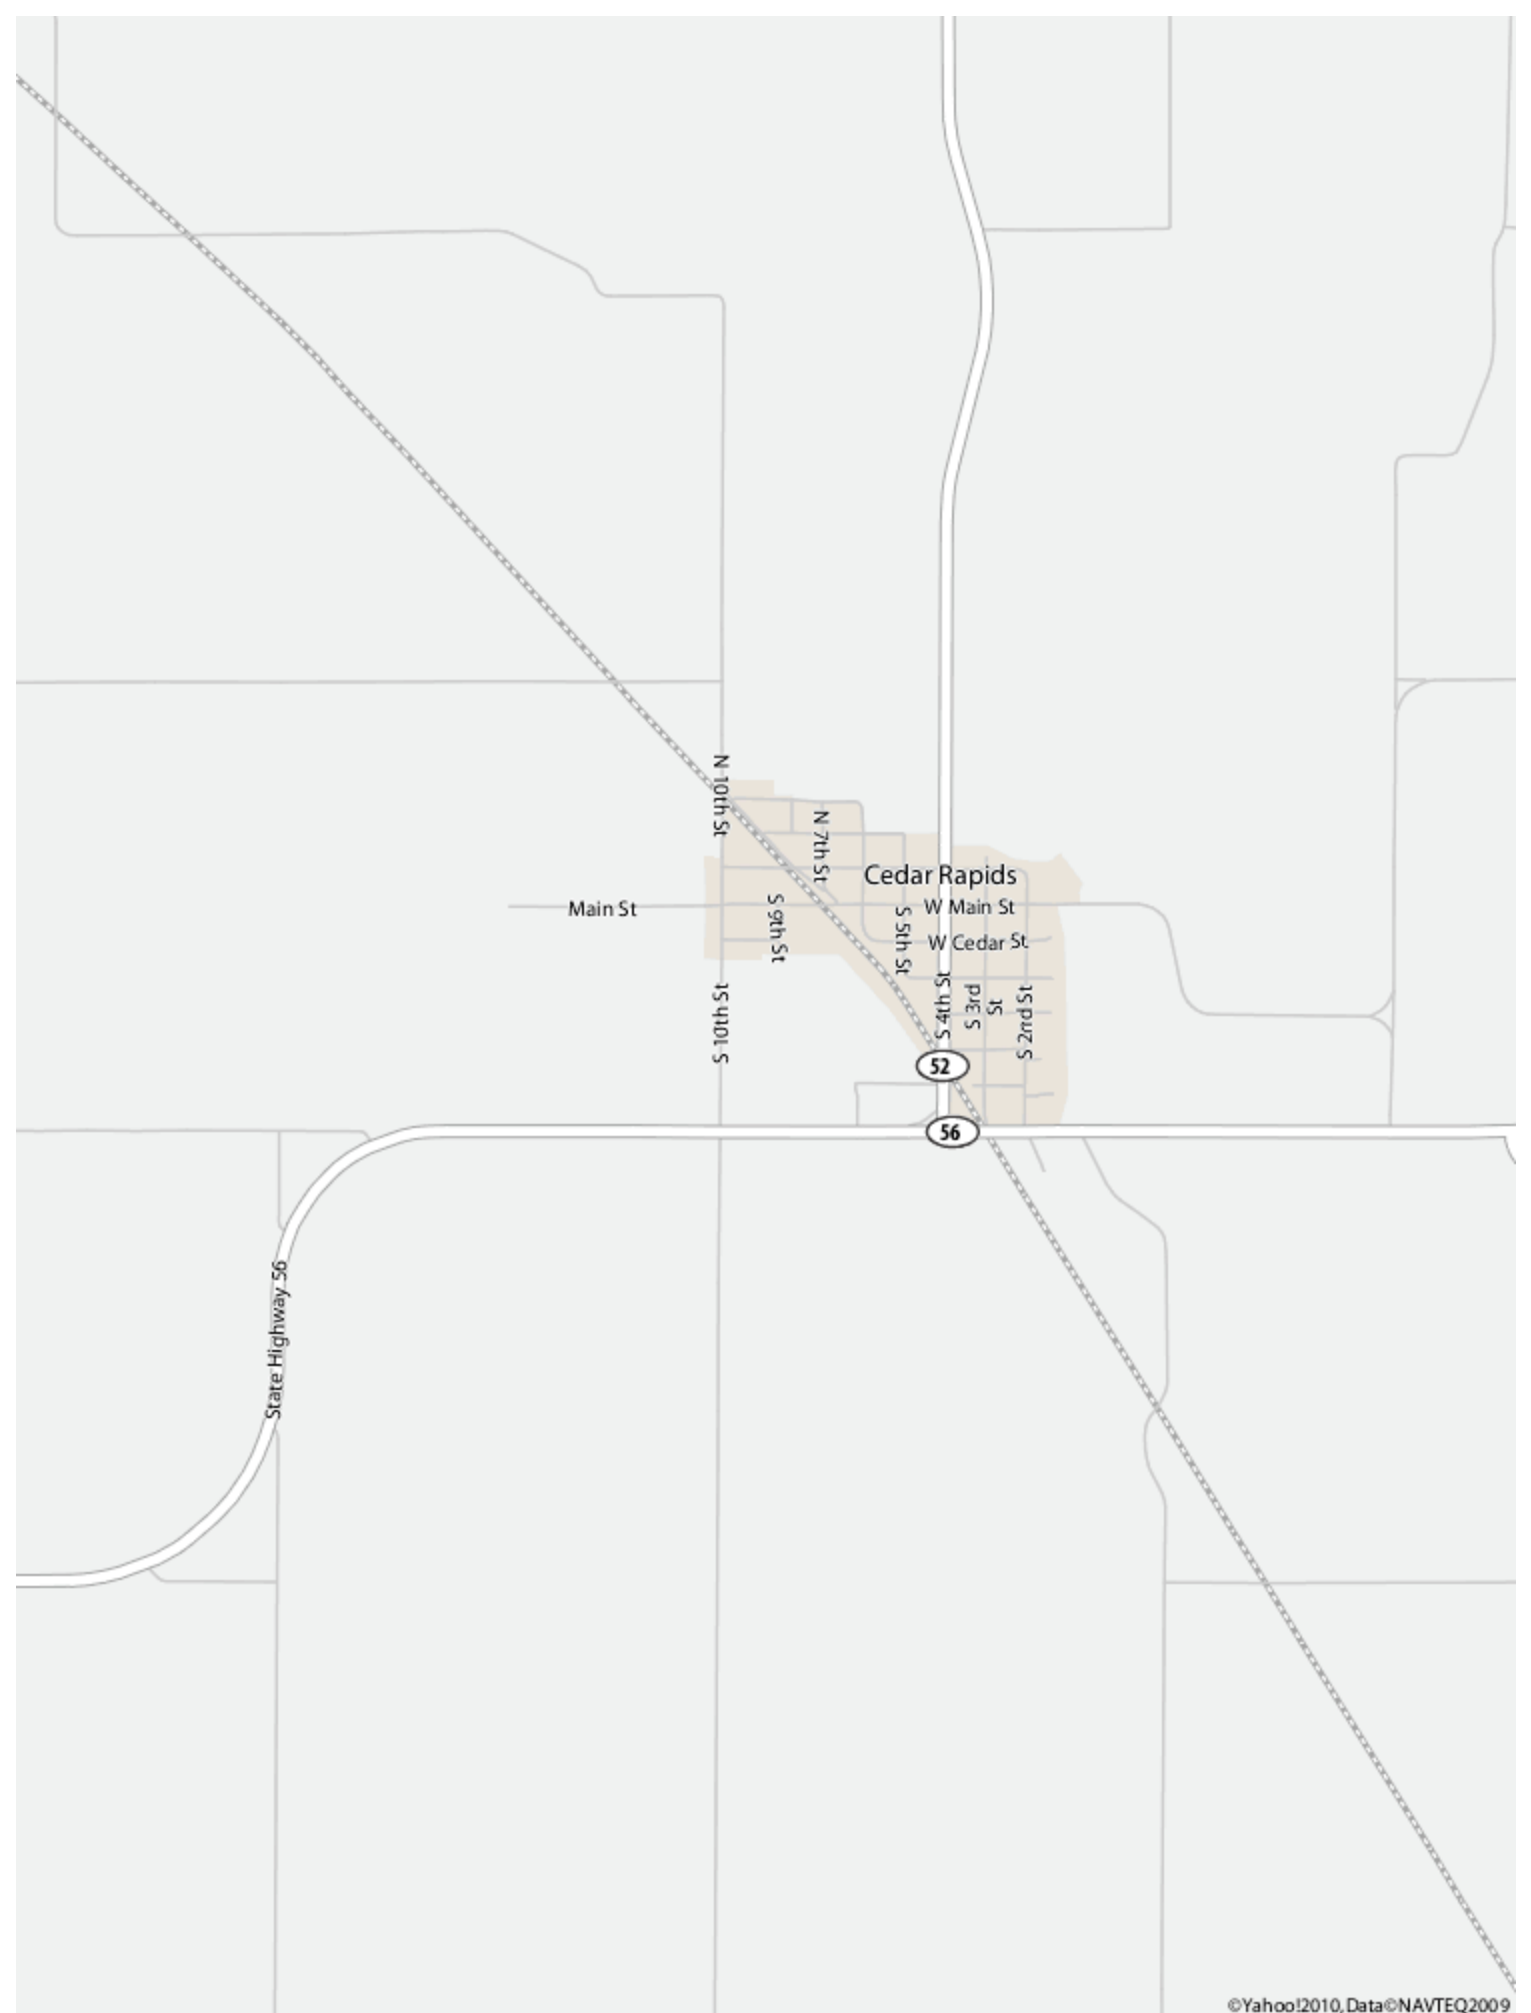 N 10th St
N 7th St
Cedar Rapids
Main St
S 9th St
S 5th St
W Main St
W Cedar St
S 10th St
S 4th St
S 3rd
St
S 2nd St
52
56
State Highway 56
©Yahoo!2010, Data©NAVTEQ2009